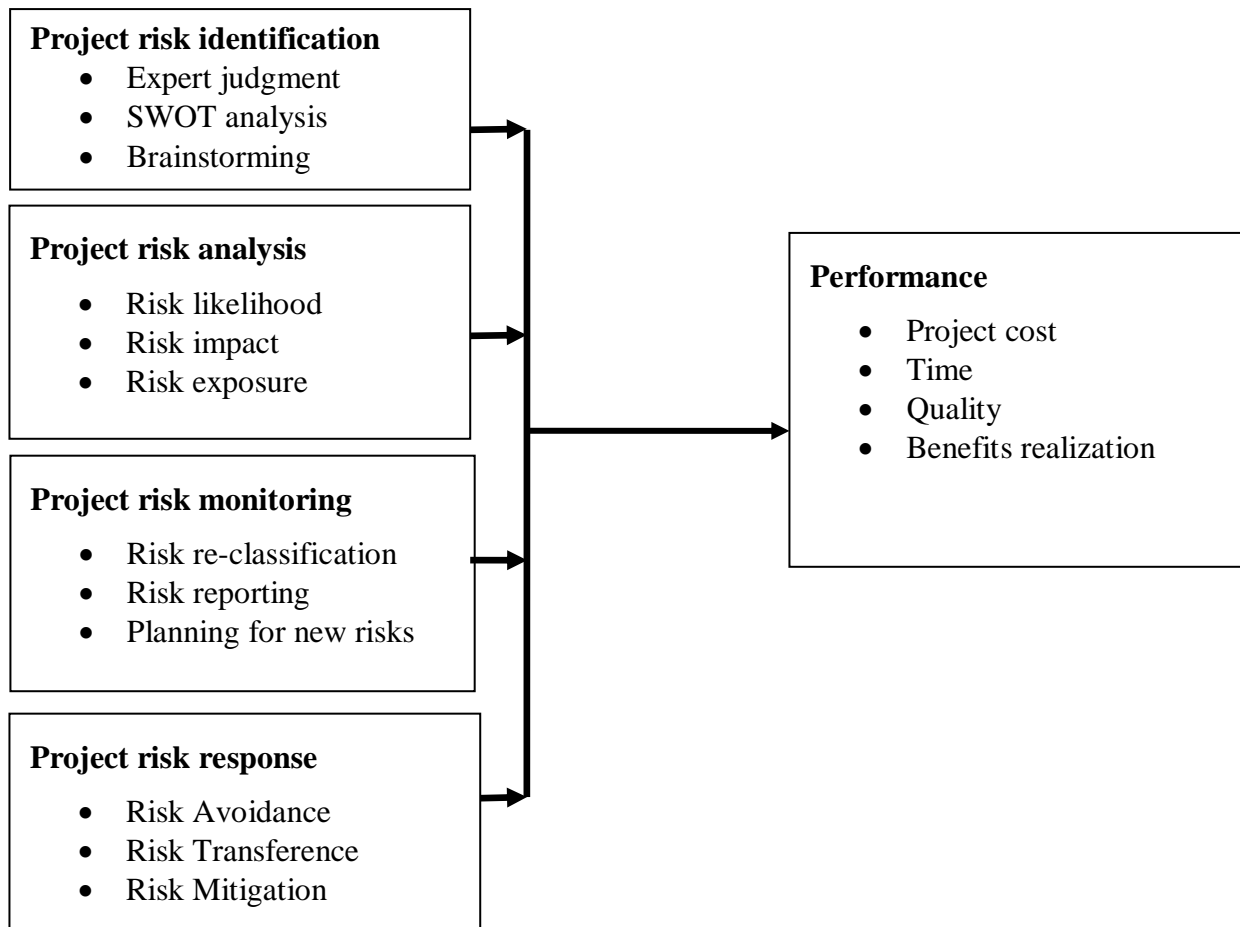 Project risk identification
• Expert judgment
• SWOT analysis
• Brainstorming
Project risk analysis
• Risk likelihood
• Risk impact
• Risk exposure
Project risk monitoring
• Risk re-classification
• Risk reporting
• Planning for new risks
Project risk response
• Risk Avoidance
• Risk Transference
• Risk Mitigation
Performance
• Project cost
• Time
• Quality
• Benefits realization